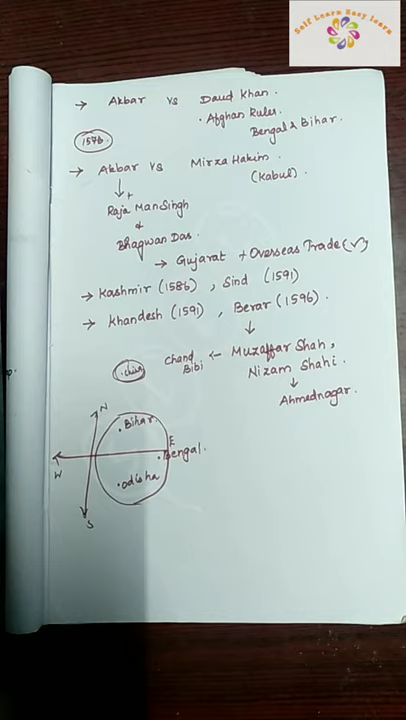 Self Learn Easy learn
→ Akbar vs Daud Khan.
• Afghan Ruler.
Bengal & Bihar.
1576
→ Akbar vs Mirza Hakim.
(Kabul).
Raja ManSingh
&
Bhagwan Das.
→ Gujarat + Overseas Trade (✓)
→ Kashmir (1586), Sind (1591)
→ Khandesh (1591), Berar (1596).
↓
Chand ← Muzaffar Shah,
Bibi Nizam Shahi.
↓
Ahmednagar.
N
• Bihar.
E
• Bengal.
W
• Odisha
S